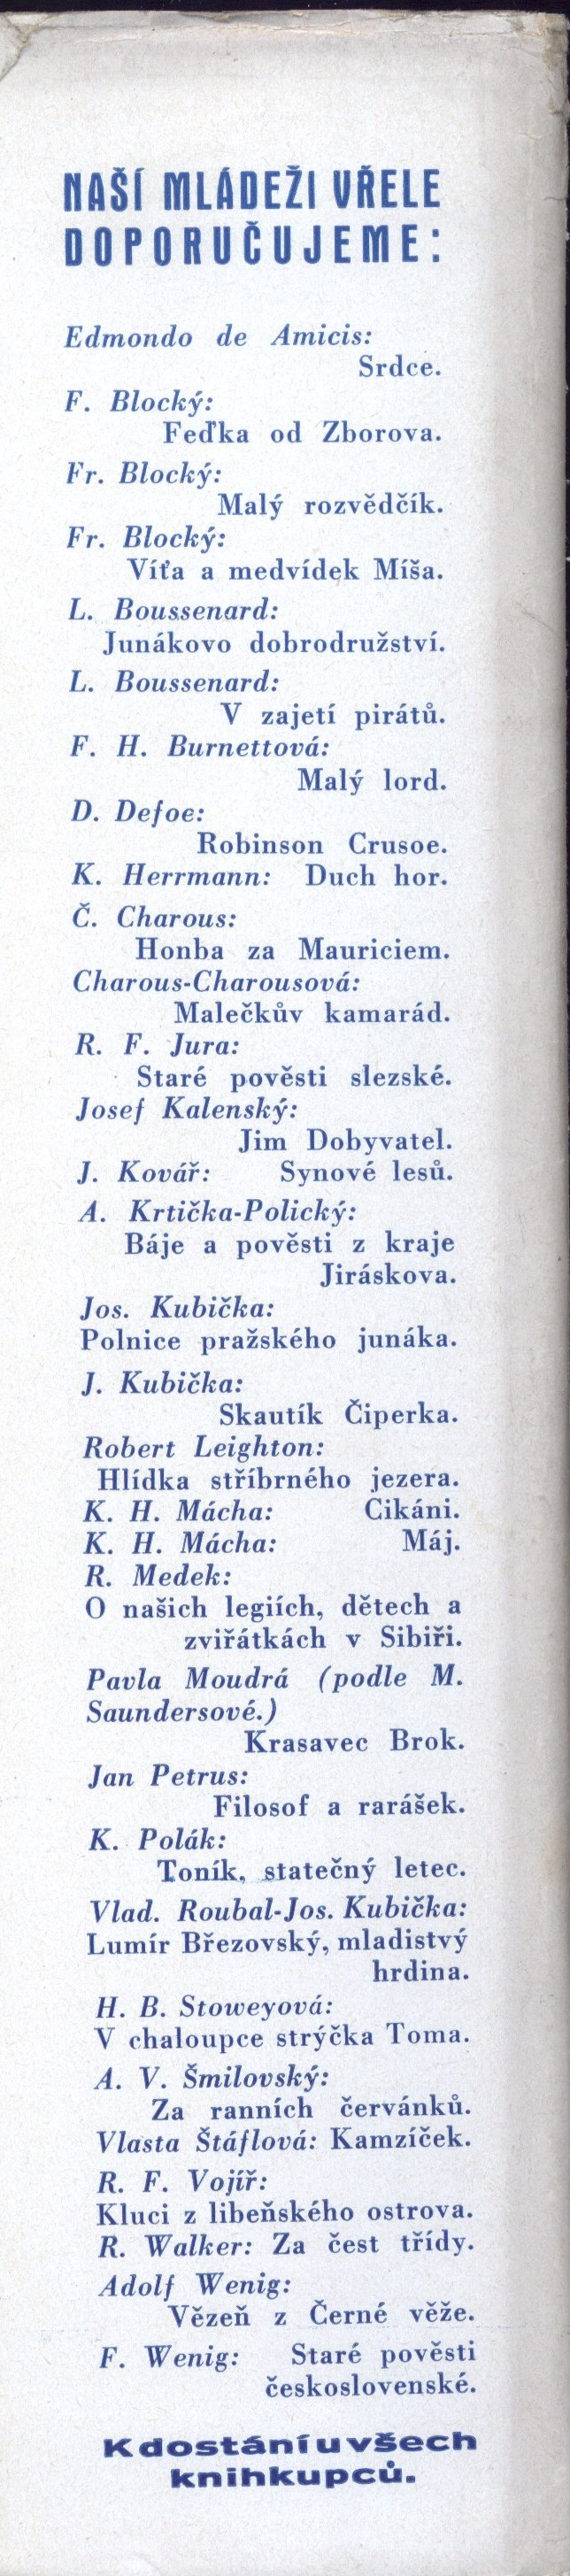 NAŠÍ MLÁDEŽI VŘELE
DOPORUČUJEME:
Edmondo de Amicis:
Srdce.
F. Blocký:
Feďka od Zborova.
Fr. Blocký:
Malý rozvědčík.
Fr. Blocký:
Víťa a medvídek Míša.
L. Boussenard:
Junákovo dobrodružství.
L. Boussenard:
V zajetí pirátů.
F. H. Burnettová:
Malý lord.
D. Defoe:
Robinson Crusoe.
K. Herrmann: Duch hor.
Č. Charous:
Honba za Mauriciem.
Charous-Charousová:
Malečkův kamarád.
R. F. Jura:
Staré pověsti slezské.
Josef Kalenský:
Jim Dobyvatel.
J. Kovář: Synové lesů.
A. Krtička-Polický:
Báje a pověsti z kraje
Jiráskova.
Jos. Kubička:
Polnice pražského junáka.
J. Kubička:
Skautík Čiperka.
Robert Leighton:
Hlídka stříbrného jezera.
K. H. Mácha: Cikáni.
K. H. Mácha: Máj.
R. Medek:
O našich legiích, dětech a
zviřátkách v Sibiři.
Pavla Moudrá (podle M.
Saundersové.)
Krasavec Brok.
Jan Petrus:
Filosof a rarášek.
K. Polák:
Toník, statečný letec.
Vlad. Roubal-Jos. Kubička:
Lumír Březovský, mladistvý
hrdina.
H. B. Stoweyová:
V chaloupce strýčka Toma.
A. V. Šmilovský:
Za ranních červánků.
Vlasta Štáflová: Kamzíček.
R. F. Vojíř:
Kluci z libeňského ostrova.
R. Walker: Za čest třídy.
Adolf Wenig:
Vězeň z Černé věže.
F. Wenig: Staré pověsti
československé.
K dostání u všech
knihkupců.